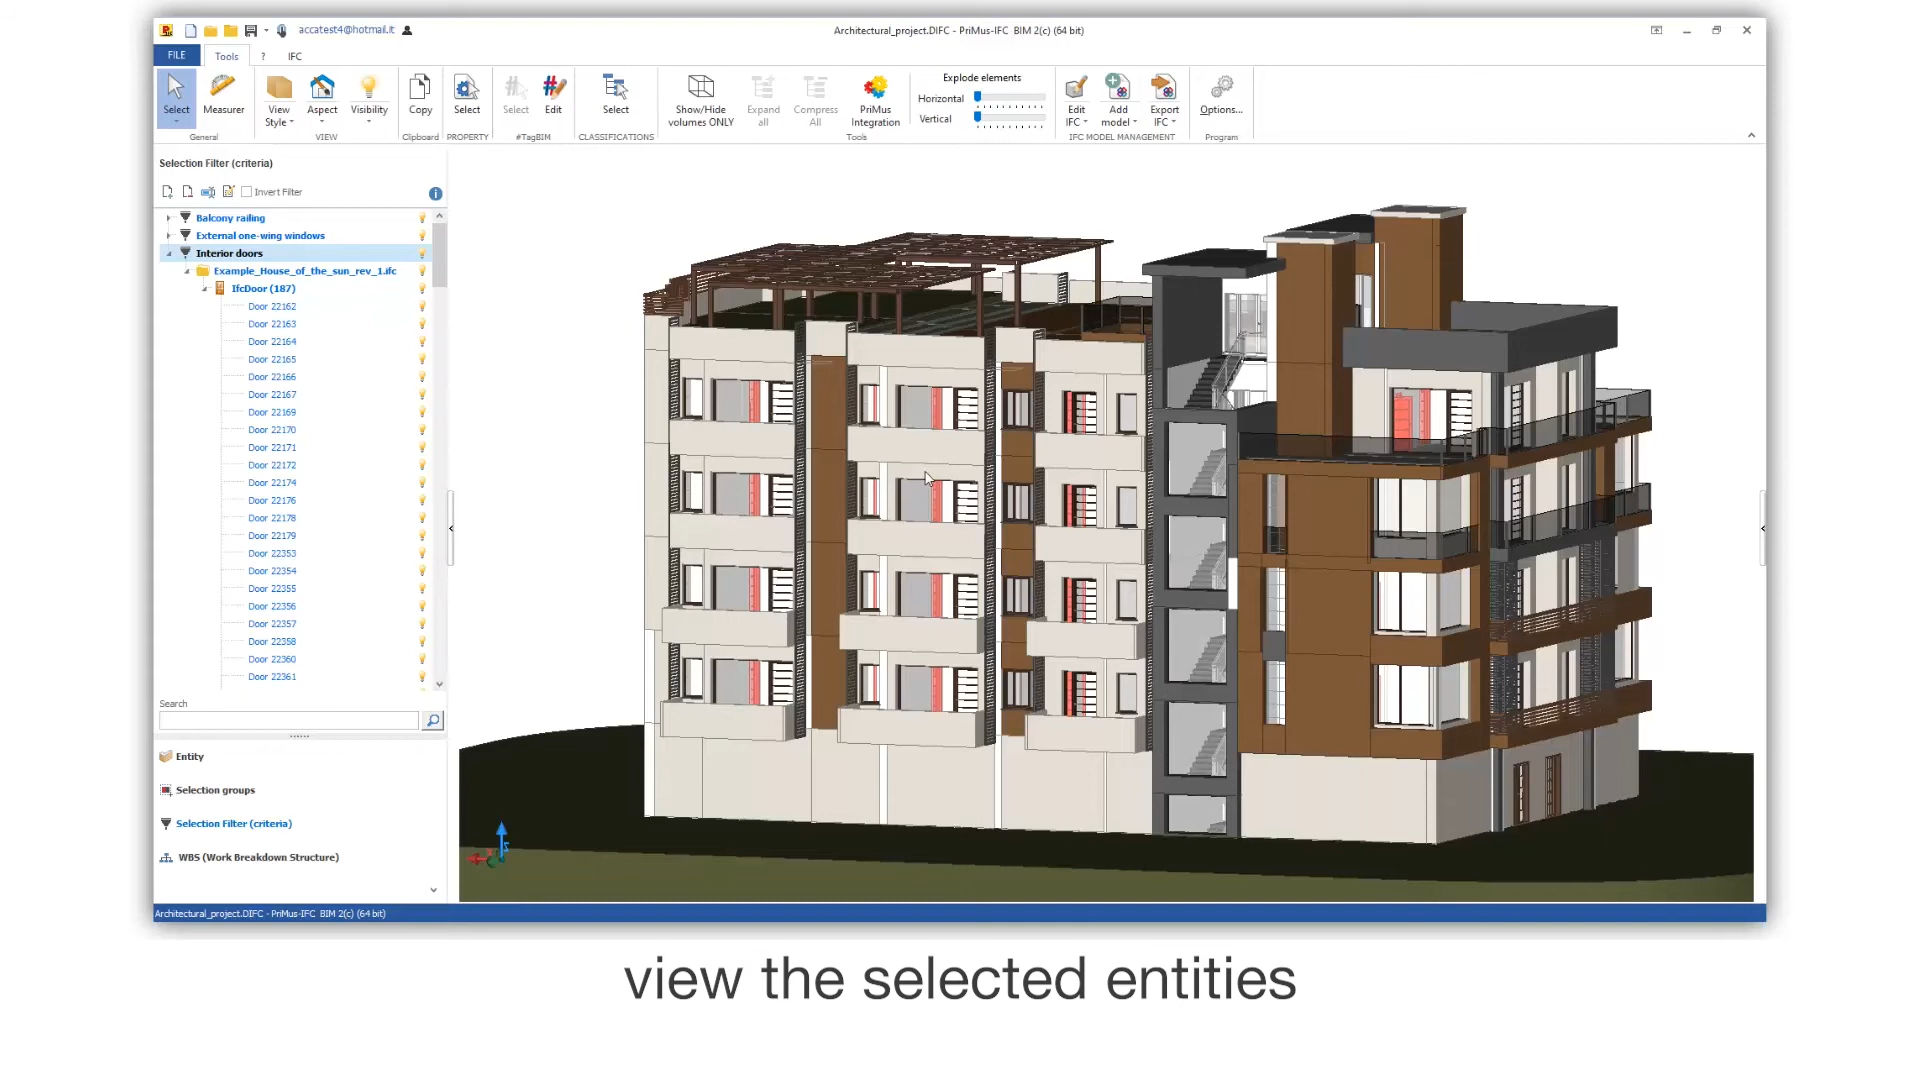 accatest4@hotmail.it
Architectural_project.DIFC - PriMus-IFC BIM 2(c) (64 bit)
FILE
Tools
?
IFC
Select
Measurer
General
View Style
Aspect
Visibility
VIEW
Copy
Clipboard
Select
PROPERTY
Select
Edit
#TagBIM
Select
CLASSIFICATIONS
Show/Hide
volumes ONLY
Expand
all
Compress
All
PriMus
Integration
Tools
Explode elements
Horizontal
Vertical
Edit
IFC
Add
model
Export
IFC
IFC MODEL MANAGEMENT
Options...
Program
Selection Filter (criteria)
Invert Filter
Balcony railing
External one-wing windows
Interior doors
Example_House_of_the_sun_rev_1.ifc
IfcDoor (187)
Door 22162
Door 22163
Door 22164
Door 22165
Door 22166
Door 22167
Door 22169
Door 22170
Door 22171
Door 22172
Door 22174
Door 22176
Door 22178
Door 22179
Door 22353
Door 22354
Door 22355
Door 22356
Door 22357
Door 22358
Door 22360
Door 22361
Search
Entity
Selection groups
Selection Filter (criteria)
WBS (Work Breakdown Structure)
Architectural_project.DIFC - PriMus-IFC BIM 2(c) (64 bit)
view the selected entities